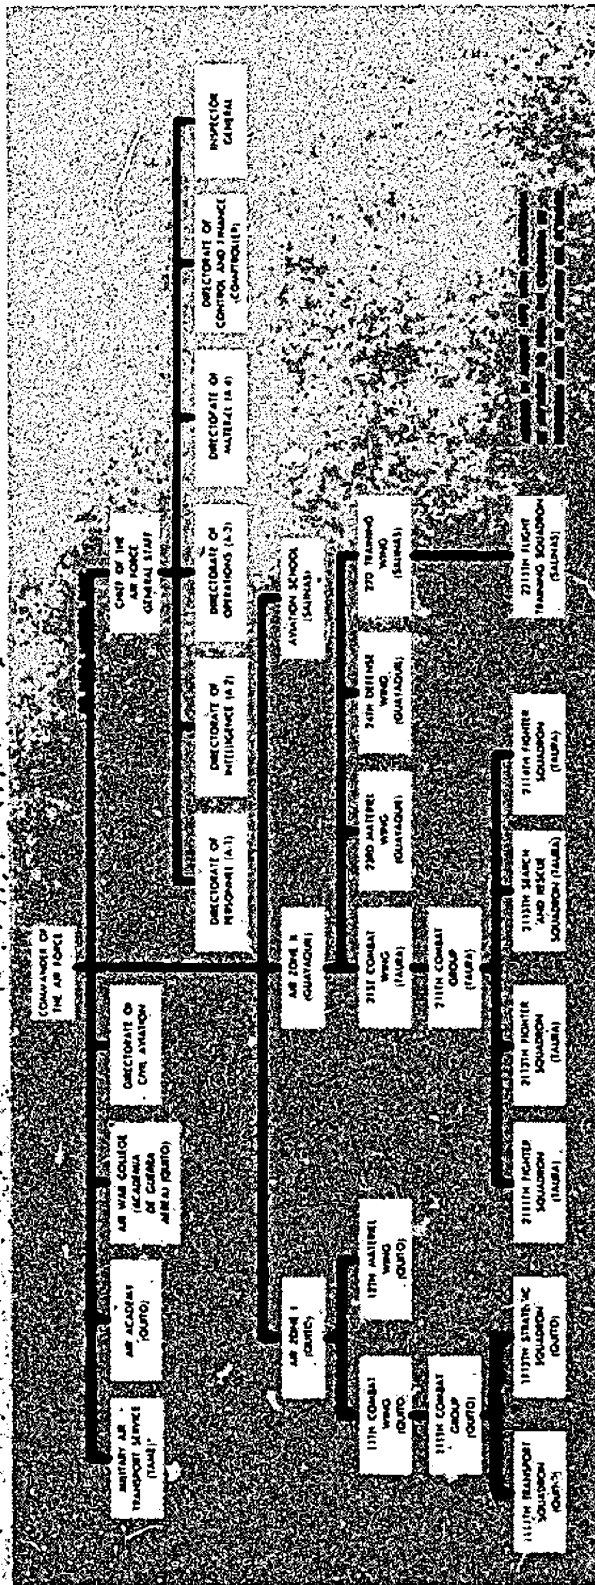 COMMANDER OF
THE AIR FORCE
MILITARY AIR
TRANSPORT SERVICE
(TAME)
AIR ACADEMY
(QUITO)
AIR WAR COLLEGE
(ACADEMIA
DE GUERRA
AEREA) (QUITO)
DIRECTORATE OF
CIVIL AVIATION
CHIEF OF THE
AIR FORCE
GENERAL STAFF
DIRECTORATE OF
PERSONNEL (A-1)
DIRECTORATE OF
INTELLIGENCE (A-2)
DIRECTORATE OF
OPERATIONS (A-3)
DIRECTORATE OF
MATERIEL (A-4)
DIRECTORATE OF
CONTROL AND FINANCE
(COMPTROLLER)
INSPECTOR
GENERAL
AIR ZONE I
(QUITO)
AIR ZONE II
(GUAYAQUIL)
AVIATION SCHOOL
(SALINAS)
11TH COMBAT
WING
(QUITO)
12TH MATERIEL
WING
(QUITO)
21ST COMBAT
WING
(TAURA)
23RD MATERIEL
WING
(GUAYAQUIL)
24TH DEFENSE
WING
(GUAYAQUIL)
27D TRAINING
WING
(SALINAS)
111TH COMBAT
GROUP
(QUITO)
211TH COMBAT
GROUP
(TAURA)
1111TH TRANSPORT
SQUADRON
(QUITO)
1112TH STRATEGIC
SQUADRON
(QUITO)
2111TH FIGHTER
SQUADRON
(TAURA)
2112TH FIGHTER
SQUADRON
(TAURA)
2113TH SEARCH
AND RESCUE
SQUADRON (TAURA)
2114TH FIGHTER
SQUADRON
(TAURA)
2211TH FLIGHT
TRAINING SQUADRON
(SALINAS)